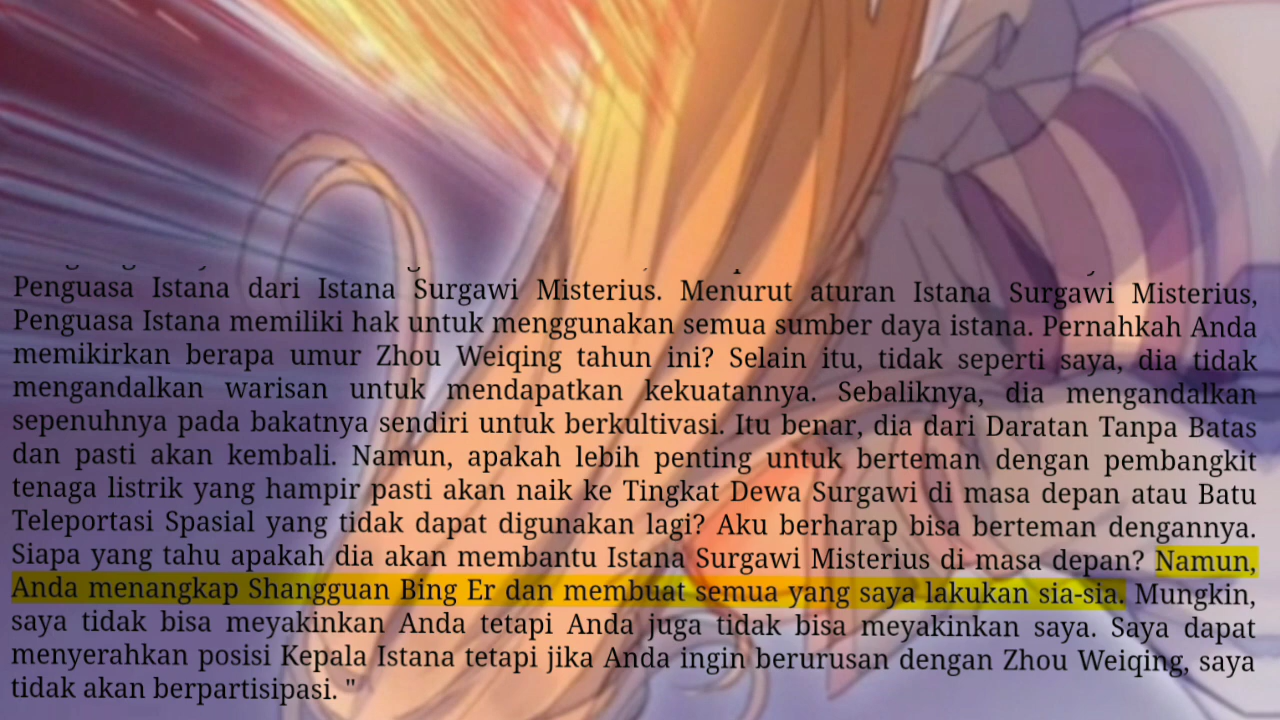 Penguasa Istana dari Istana Surgawi Misterius. Menurut aturan Istana Surgawi Misterius,
Penguasa Istana memiliki hak untuk menggunakan semua sumber daya istana. Pernahkah Anda
memikirkan berapa umur Zhou Weiqing tahun ini? Selain itu, tidak seperti saya, dia tidak
mengandalkan warisan untuk mendapatkan kekuatannya. Sebaliknya, dia mengandalkan
sepenuhnya pada bakatnya sendiri untuk berkultivasi. Itu benar, dia dari Daratan Tanpa Batas
dan pasti akan kembali. Namun, apakah lebih penting untuk berteman dengan pembangkit
tenaga listrik yang hampir pasti akan naik ke Tingkat Dewa Surgawi di masa depan atau Batu
Teleportasi Spasial yang tidak dapat digunakan lagi? Aku berharap bisa berteman dengannya.
Siapa yang tahu apakah dia akan membantu Istana Surgawi Misterius di masa depan? Namun,
Anda menangkap Shangguan Bing Er dan membuat semua yang saya lakukan sia-sia. Mungkin,
saya tidak bisa meyakinkan Anda tetapi Anda juga tidak bisa meyakinkan saya. Saya dapat
menyerahkan posisi Kepala Istana tetapi jika Anda ingin berurusan dengan Zhou Weiqing, saya
tidak akan berpartisipasi. "